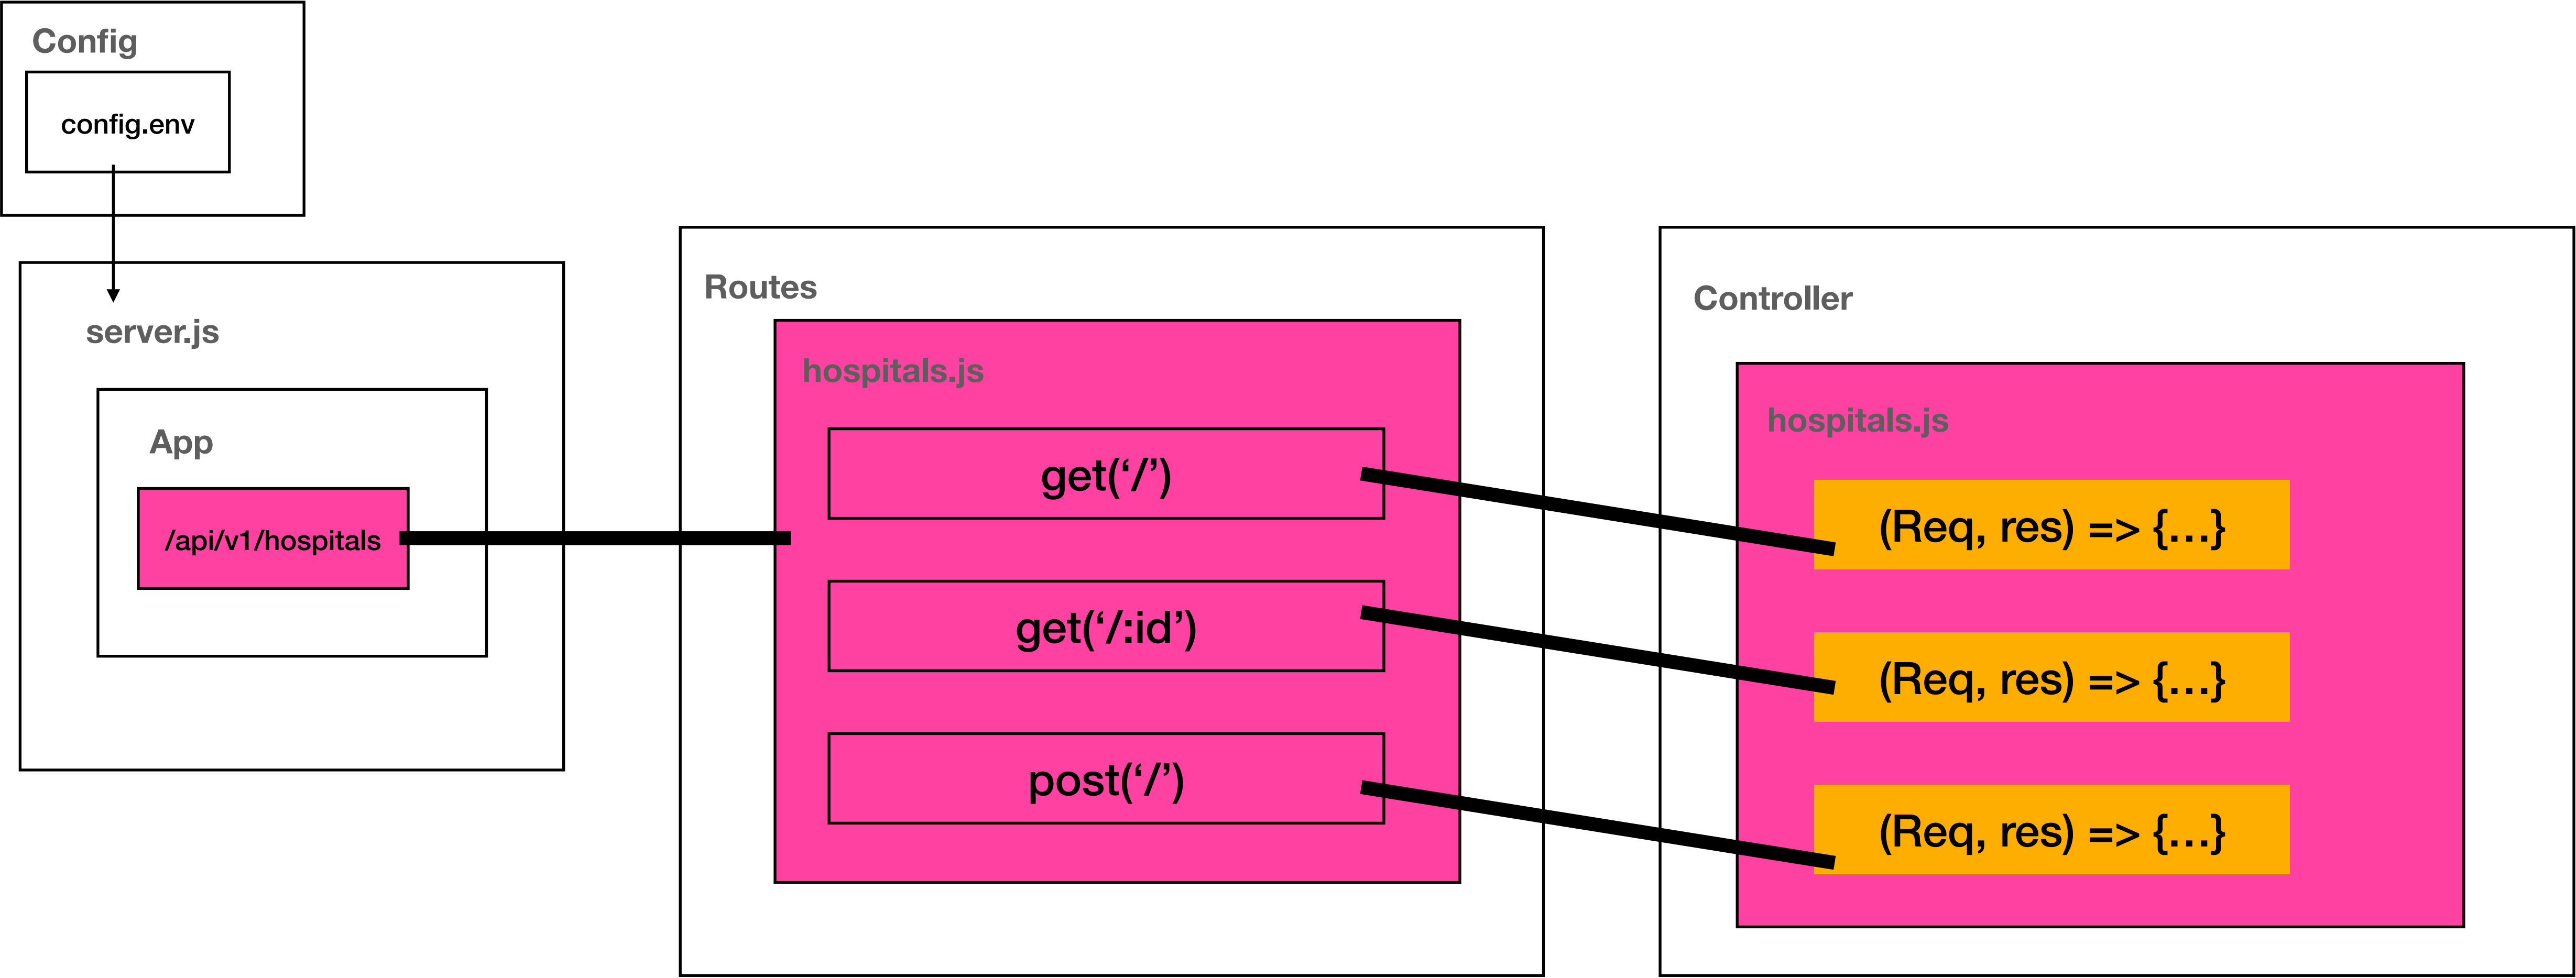 Config
config.env
server.js
App
/api/v1/hospitals
Routes
hospitals.js
get(‘/’)
get(‘/:id’)
post(‘/’)
Controller
hospitals.js
(Req, res) => {…}
(Req, res) => {…}
(Req, res) => {…}